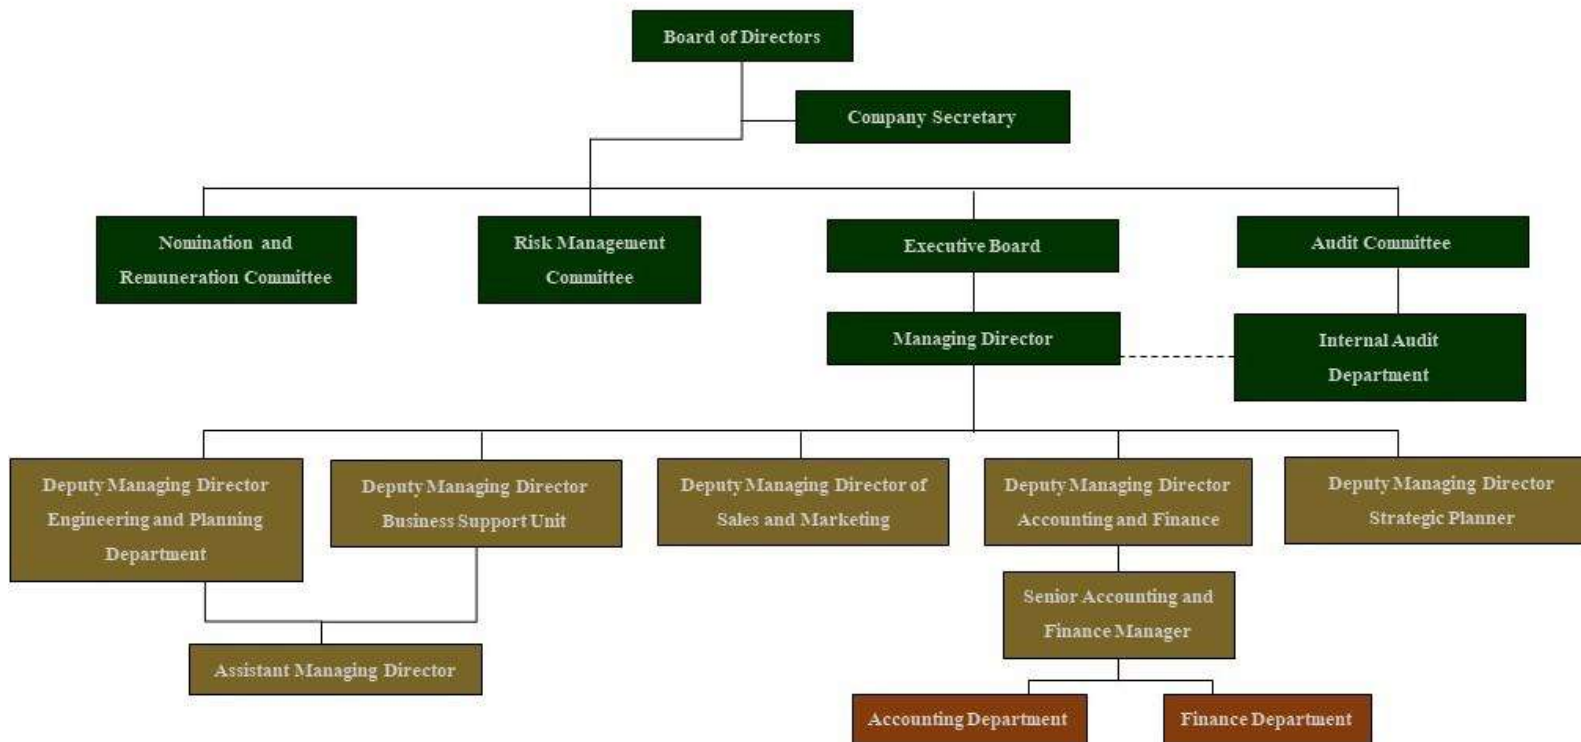 Board of Directors
Company Secretary
Nomination and
Remuneration Committee
Risk Management
Committee
Executive Board
Audit Committee
Managing Director
Internal Audit
Department
Deputy Managing Director
Engineering and Planning
Department
Deputy Managing Director
Business Support Unit
Deputy Managing Director of
Sales and Marketing
Deputy Managing Director
Accounting and Finance
Deputy Managing Director
Strategic Planner
Senior Accounting and
Finance Manager
Assistant Managing Director
Accounting Department
Finance Department